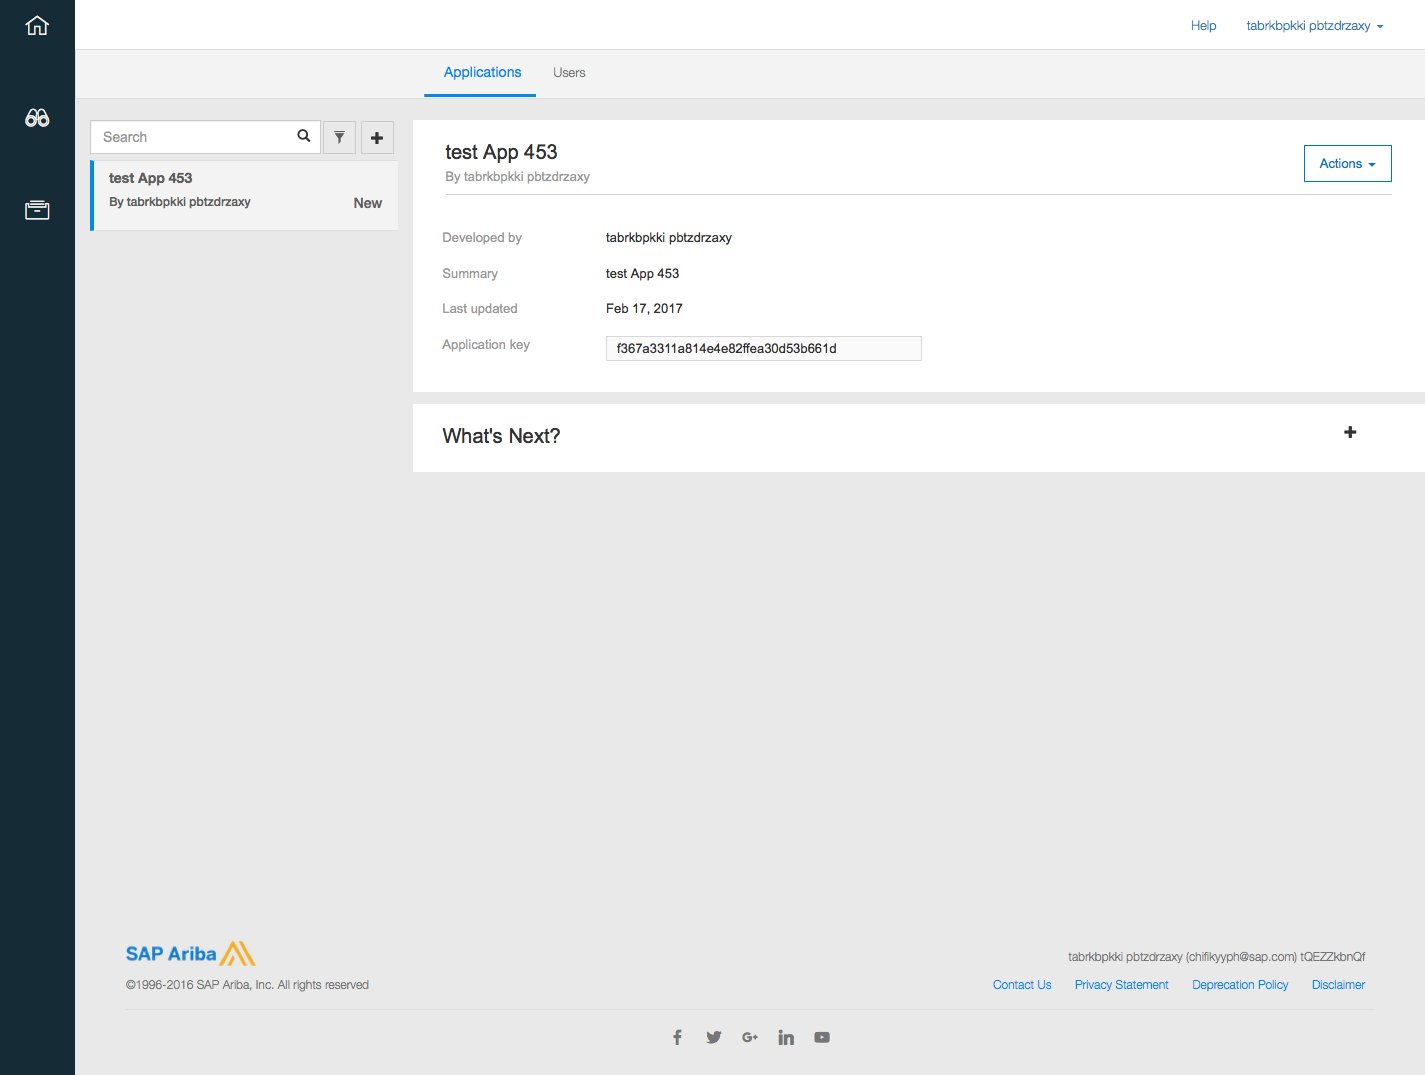 Help tabrkbpkki pbtzdrzaxy
Applications Users
Search
test App 453
By tabrkbpkki pbtzdrzaxy
New
test App 453
By tabrkbpkki pbtzdrzaxy
Actions
Developed by tabrkbpkki pbtzdrzaxy
Summary test App 453
Last updated Feb 17, 2017
Application key f367a3311a814e4e82ffea30d53b661d
What's Next?
SAP Ariba
©1996-2016 SAP Ariba, Inc. All rights reserved
tabrkbpkki pbtzdrzaxy (chifikyyph@sap.com) tQEZZkbnQf
Contact Us Privacy Statement Deprecation Policy Disclaimer